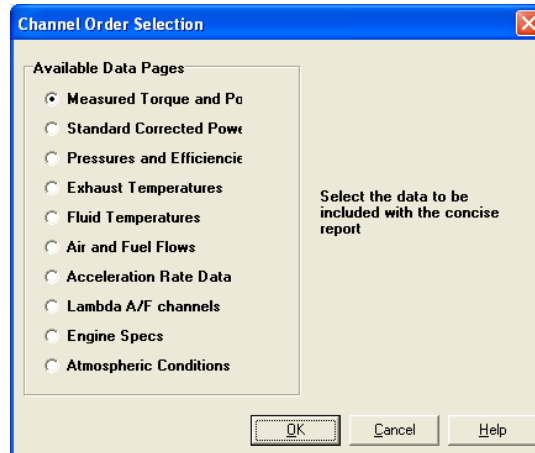 Channel Order Selection
Available Data Pages
Measured Torque and Po
Standard Corrected Powe
Pressures and Efficiencie
Exhaust Temperatures
Fluid Temperatures
Air and Fuel Flows
Acceleration Rate Data
Lambda A/F channels
Engine Specs
Atmospheric Conditions
Select the data to be
included with the concise
report
OK Cancel Help